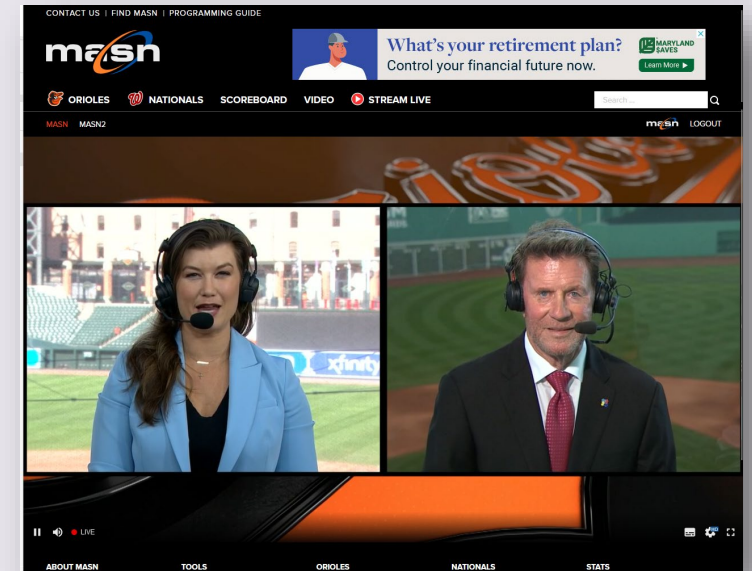 CONTACT US | FIND MASN | PROGRAMMING GUIDE
masn
What's your retirement plan?
Control your financial future now.
MARYLAND
SAVES
Learn More
ORIOLES
NATIONALS
SCOREBOARD
VIDEO
STREAM LIVE
Search ...
MASN
MASN2
masn
LOGOUT
xfinity
LIVE
HD
ABOUT MASN
TOOLS
ORIOLES
NATIONALS
STATS